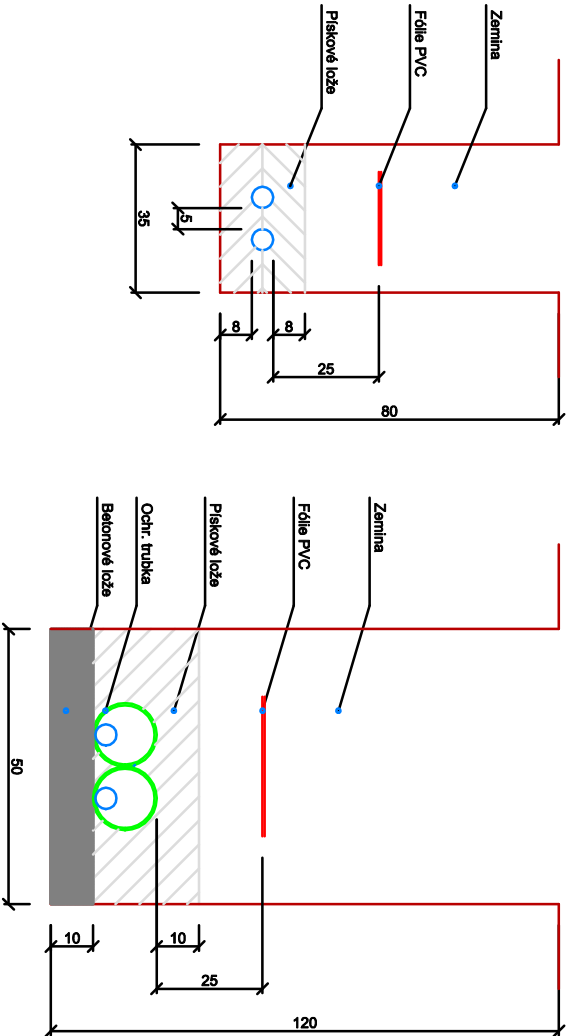 Zemina
Fólie PVC
Pískové lože
35
5
8
8
25
80
Zemina
Fólie PVC
Pískové lože
Ochr. trubka
Betonové lože
50
10
10
25
120